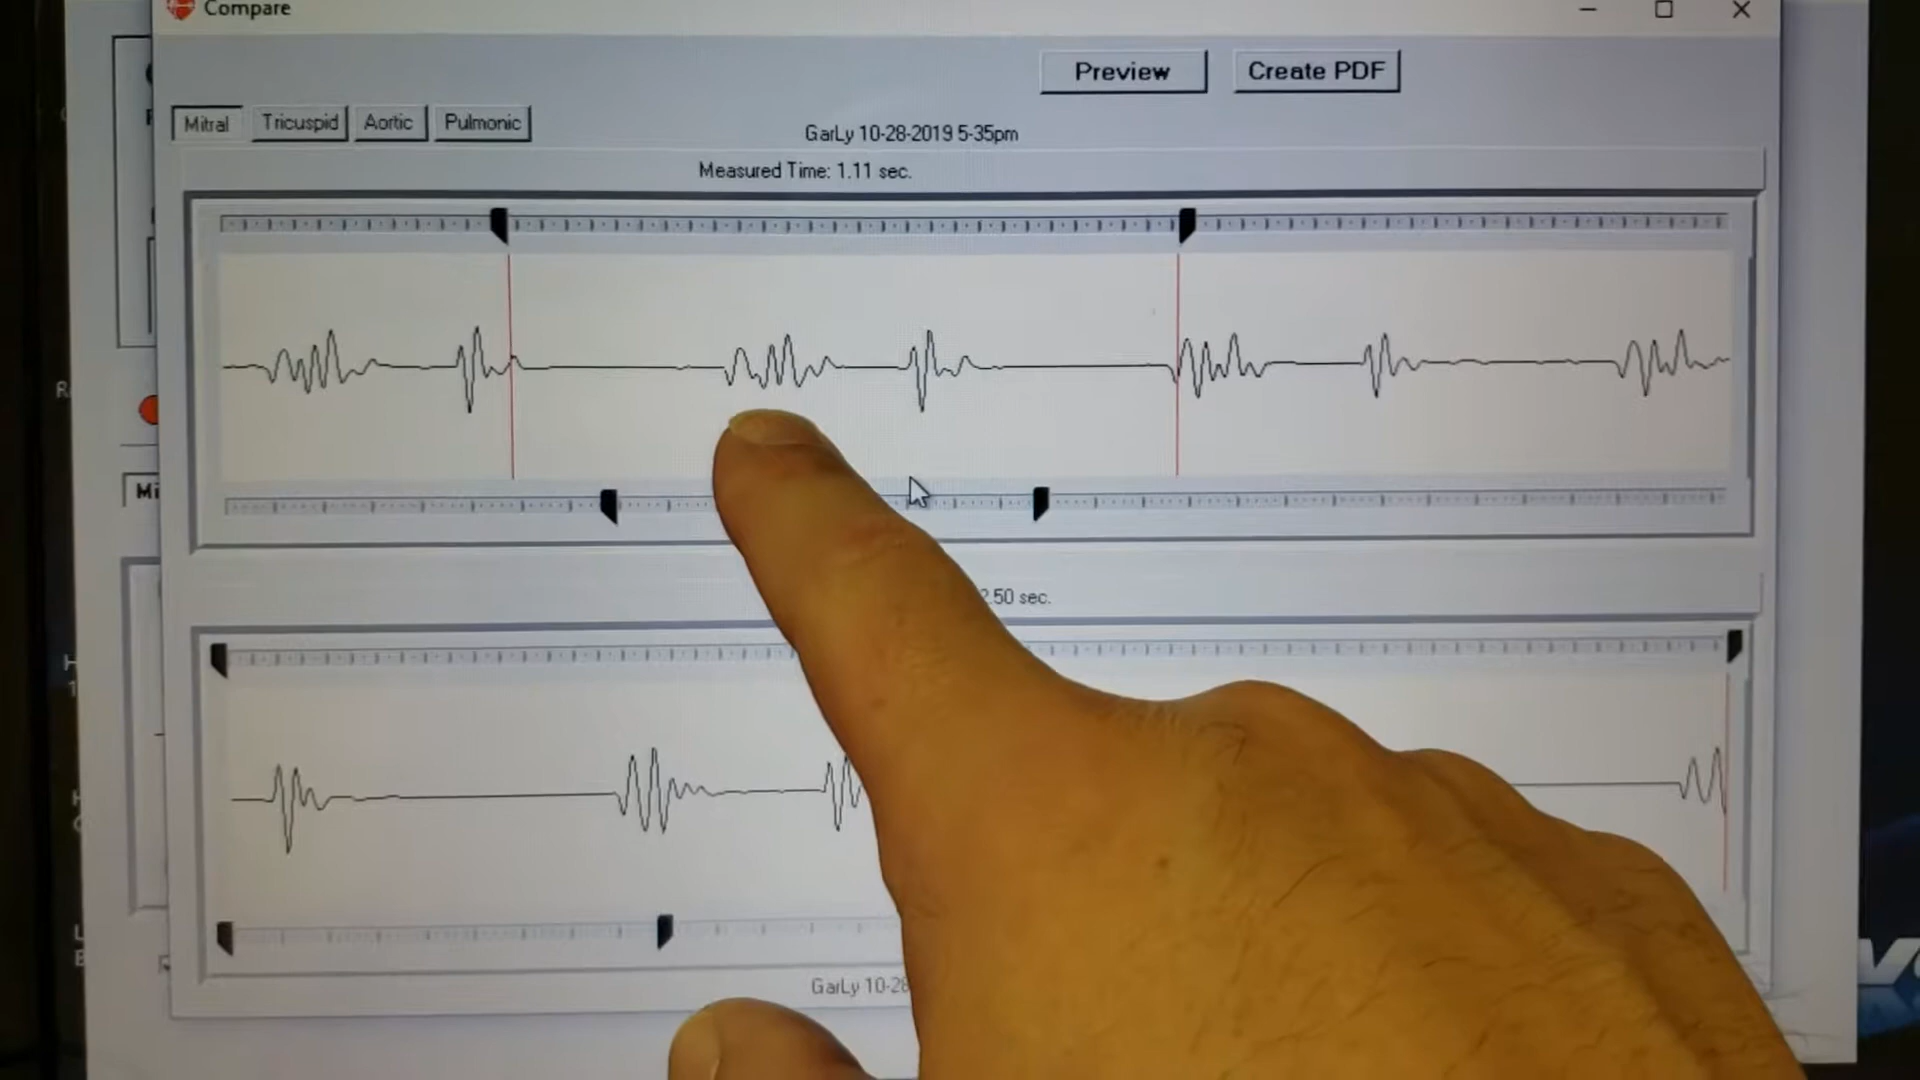 Compare
Preview
Create PDF
Mitral
Tricuspid
Aortic
Pulmonic
GarLy 10-28-2019 5-35pm
Measured Time: 1.11 sec.
Mi
2.50 sec.
GarLy 10-28